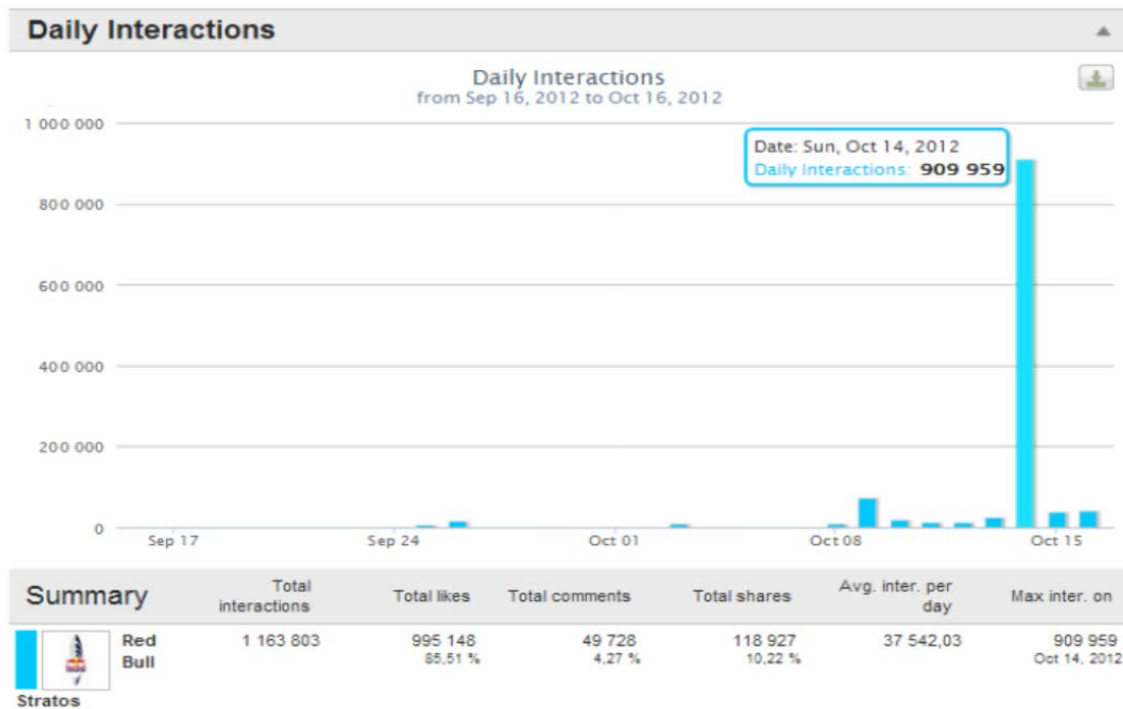 Daily Interactions
Daily Interactions
from Sep 16, 2012 to Oct 16, 2012
1 000 000
Date: Sun, Oct 14, 2012
Daily Interactions: 909 959
800 000
600 000
400 000
200 000
0
Sep 17 Sep 24 Oct 01 Oct 08 Oct 15
Summary Total interactions Total likes Total comments Total shares Avg. inter. per day Max inter. on
Red Bull 1 163 803 995 148 49 728 118 927 37 542,03 909 959
85,51 % 4,27 % 10,22 % Oct 14, 2012
Stratos